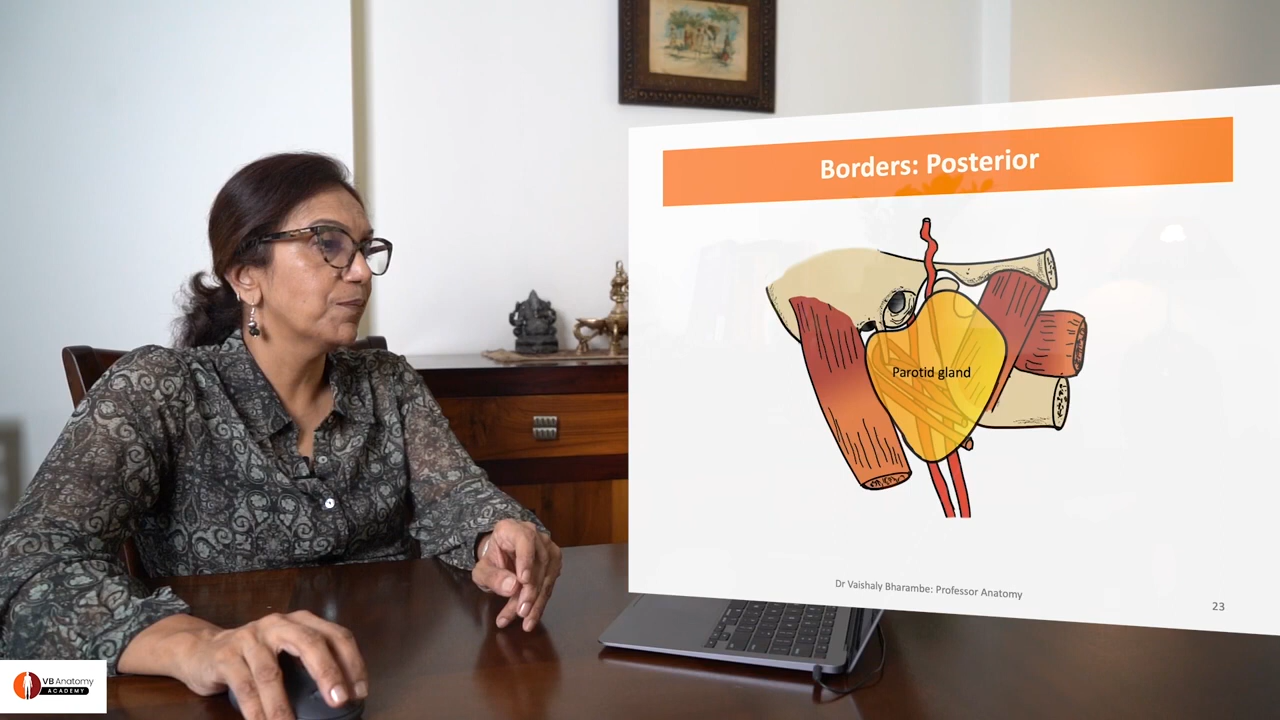 Borders: Posterior
Parotid gland
Dr Vaishaly Bharambe: Professor Anatomy
23
VB Anatomy
ACADEMY